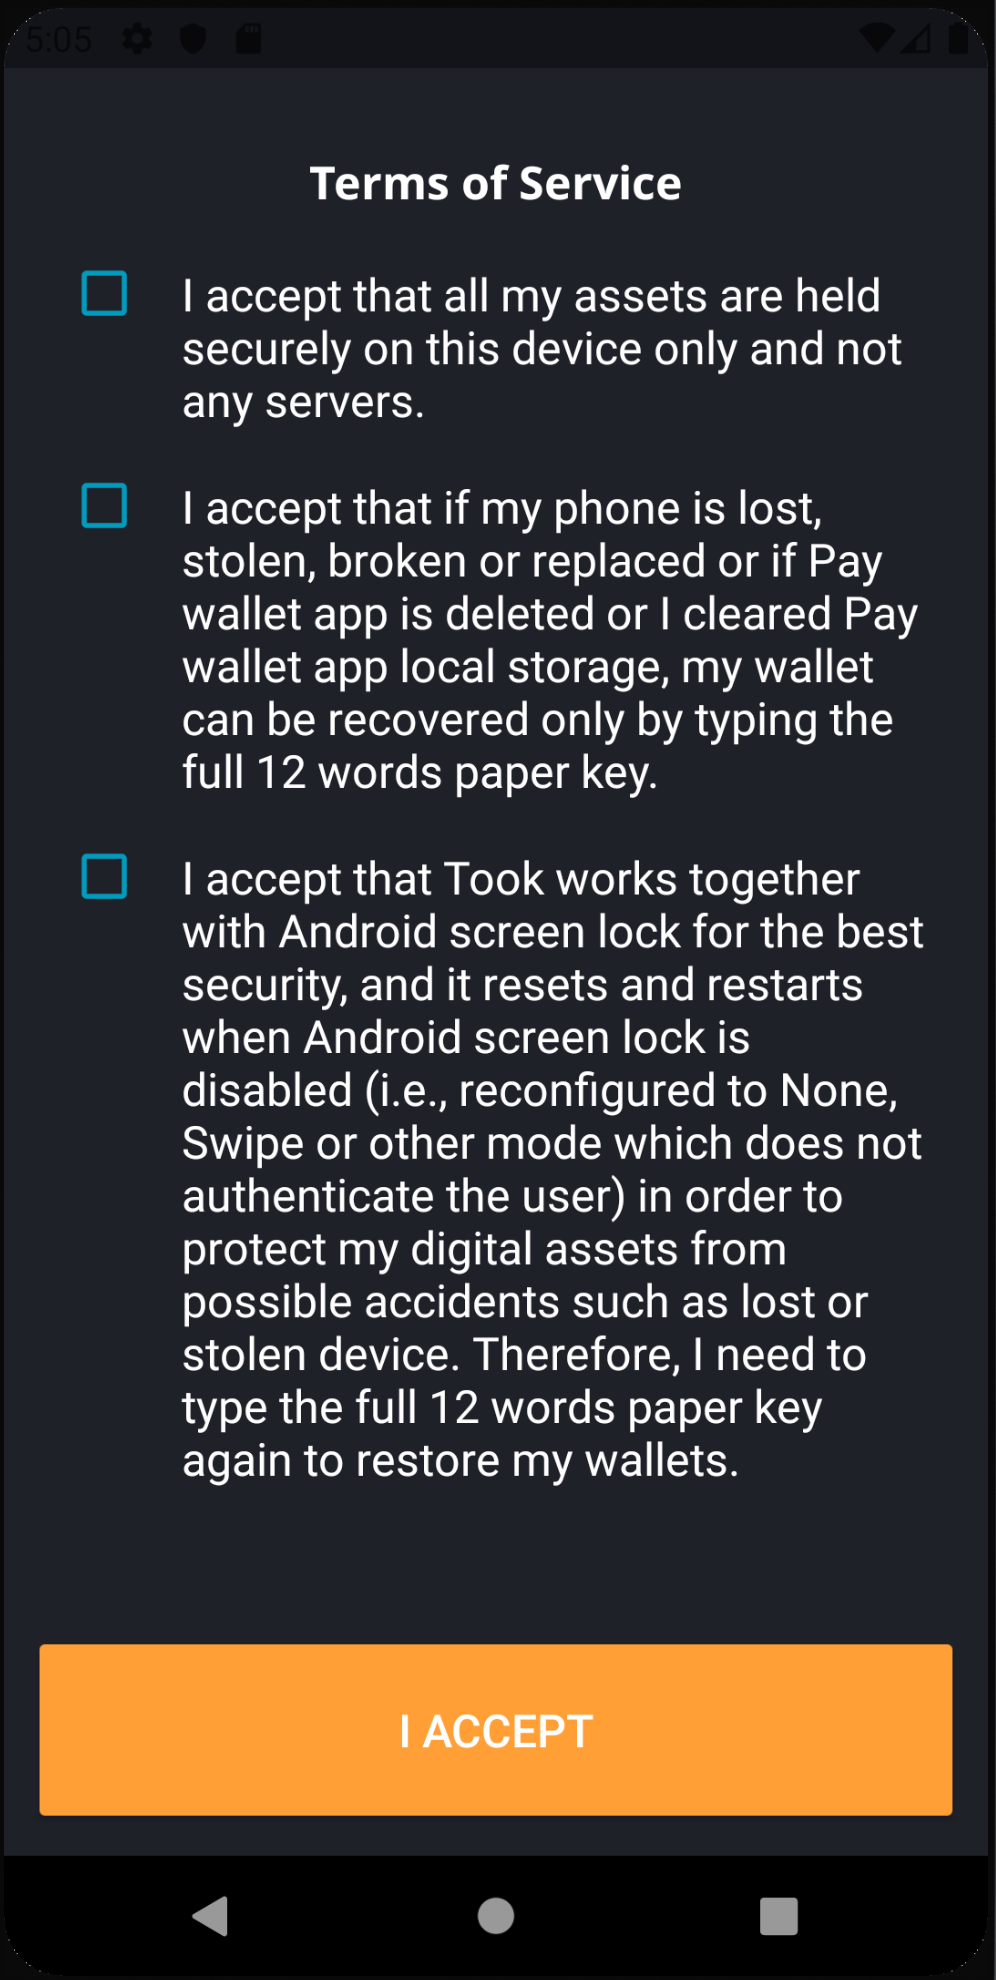 5:05
Terms of Service
I accept that all my assets are held
securely on this device only and not
any servers.
I accept that if my phone is lost,
stolen, broken or replaced or if Pay
wallet app is deleted or I cleared Pay
wallet app local storage, my wallet
can be recovered only by typing the
full 12 words paper key.
I accept that Took works together
with Android screen lock for the best
security, and it resets and restarts
when Android screen lock is
disabled (i.e., reconfigured to None,
Swipe or other mode which does not
authenticate the user) in order to
protect my digital assets from
possible accidents such as lost or
stolen device. Therefore, I need to
type the full 12 words paper key
again to restore my wallets.
I ACCEPT